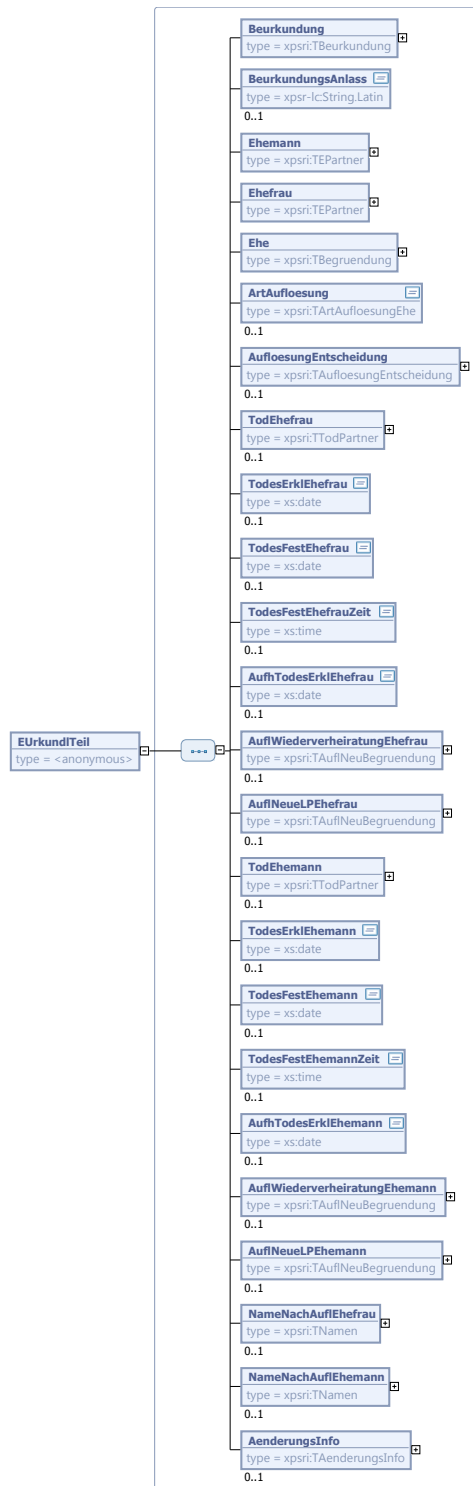 Beurkundung
type = xpsri:TBeurkundung
BeurkundungsAnlass
type = xpsr-lc:String.Latin
0..1
Ehemann
type = xpsri:TEPartner
Ehefrau
type = xpsri:TEPartner
Ehe
type = xpsri:TBegruendung
ArtAufloesung
type = xpsri:TArtAufloesungEhe
0..1
AufloesungEntscheidung
type = xpsri:TAufloesungEntscheidung
0..1
TodEhefrau
type = xpsri:TTodPartner
0..1
TodesErklEhefrau
type = xs:date
0..1
TodesFestEhefrau
type = xs:date
0..1
TodesFestEhefrauZeit
type = xs:time
0..1
AufhTodesErklEhefrau
type = xs:date
0..1
EUrkundlTeil
type = <anonymous>
AuflWiederverheiratungEhefrau
type = xpsri:TAuflNeuBegruendung
0..1
AuflNeueLPEhefrau
type = xpsri:TAuflNeuBegruendung
0..1
TodEhemann
type = xpsri:TTodPartner
0..1
TodesErklEhemann
type = xs:date
0..1
TodesFestEhemann
type = xs:date
0..1
TodesFestEhemannZeit
type = xs:time
0..1
AufhTodesErklEhemann
type = xs:date
0..1
AuflWiederverheiratungEhemann
type = xpsri:TAuflNeuBegruendung
0..1
AuflNeueLPEhemann
type = xpsri:TAuflNeuBegruendung
0..1
NameNachAuflEhefrau
type = xpsri:TNamen
0..1
NameNachAuflEhemann
type = xpsri:TNamen
0..1
AenderungsInfo
type = xpsri:TAenderungsInfo
0..1